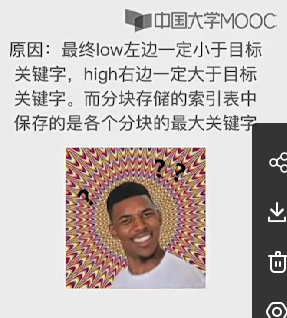 中国大学MOOC
原因：最终low左边一定小于目标
关键字，high右边一定大于目标
关键字。而分块存储的索引表中
保存的是各个分块的最大关键字
? ?
?